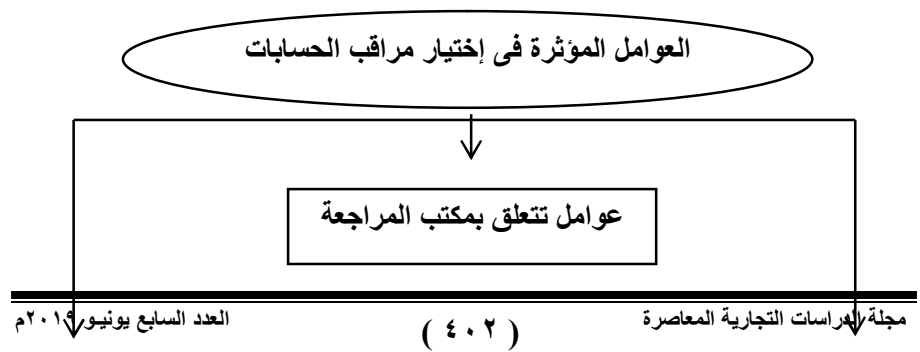 العوامل المؤثرة فى إختيار مراقب الحسابات
عوامل تتعلق بمكتب المراجعة
مجلة الدراسات التجارية المعاصرة ( ٤٠٢ ) العدد السابع يونيو ٢٠١٩م